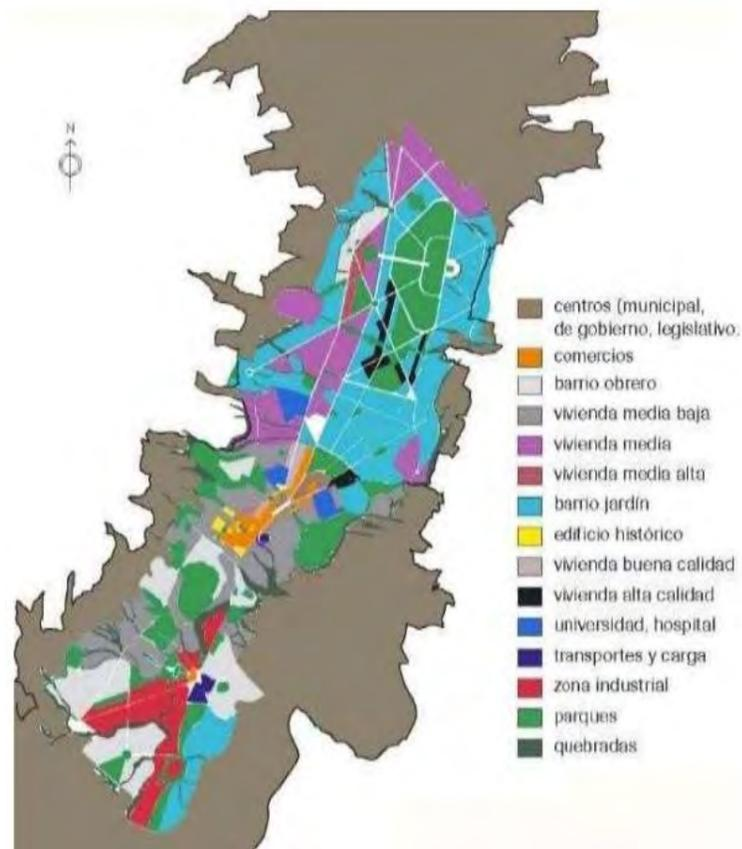 N
centros (municipal,
de gobierno, legislativo.
comercios
barrio obrero
vivienda media baja
vivienda media
vivienda media alta
barrio jardín
edificio histórico
vivienda buena calidad
vivienda alta calidad
universidad, hospital
transportes y carga
zona industrial
parques
quebradas